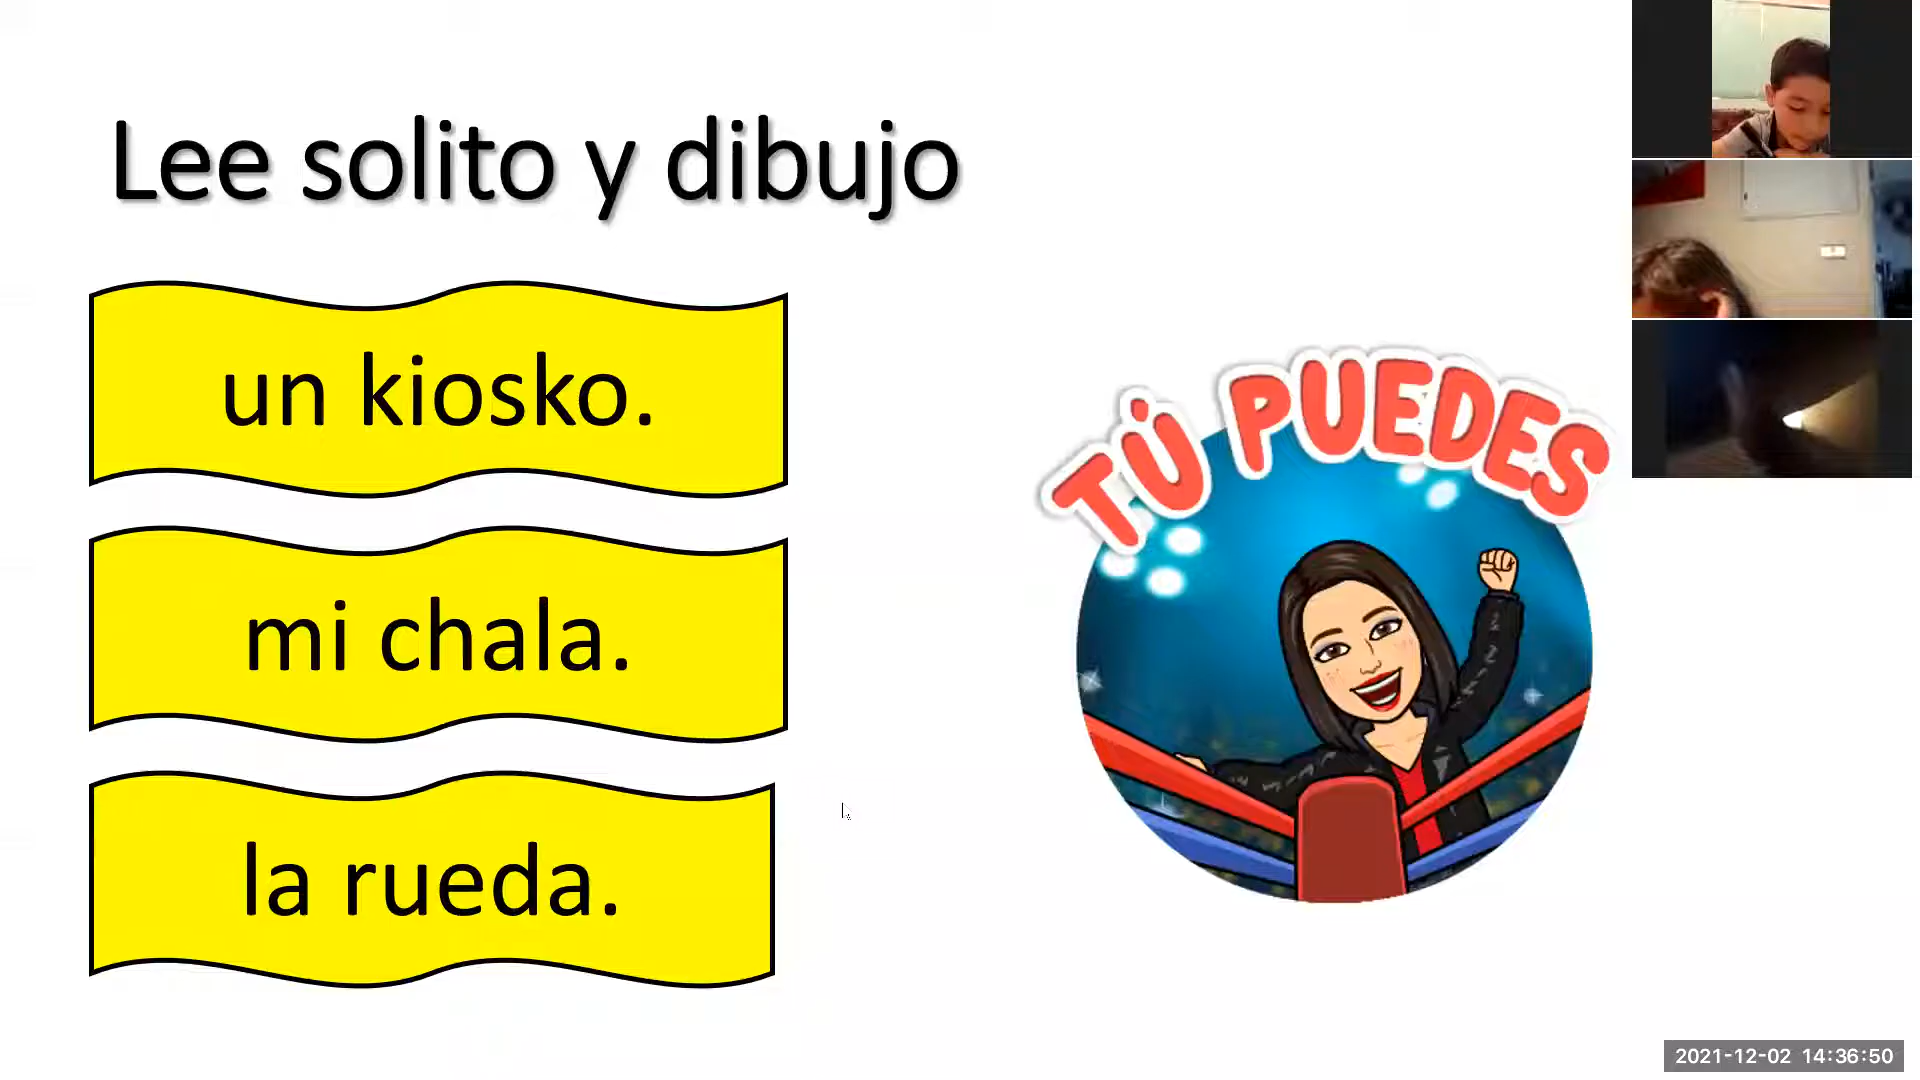 Lee solito y dibujo
un kiosko.
mi chala.
la rueda.
TÚ PUEDES
2021-12-02 14:36:50